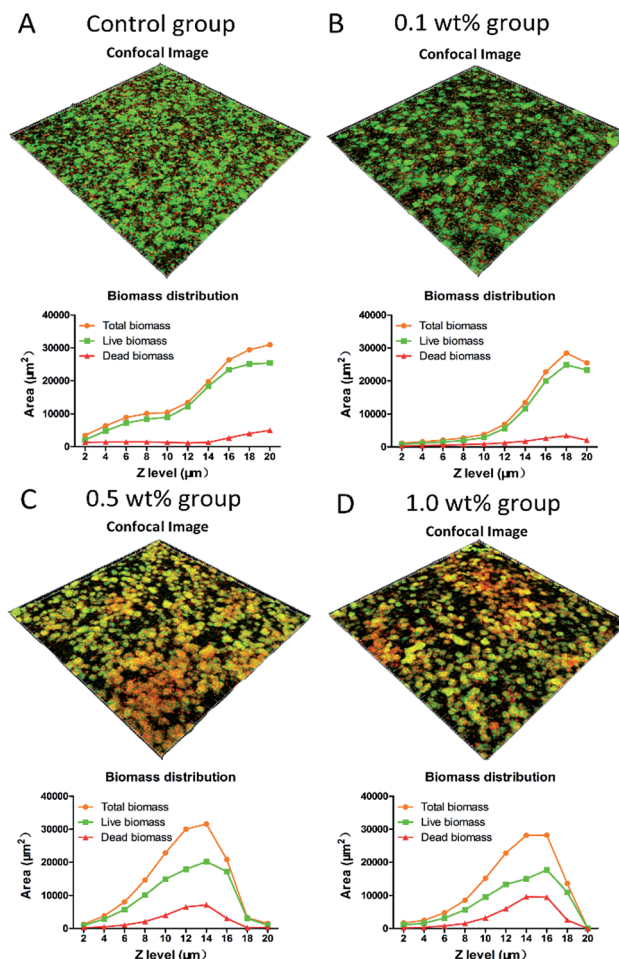 A Control group
Confocal Image
Biomass distribution
40000
30000
20000
10000
0
Area (μm²)
Total biomass
Live biomass
Dead biomass
2 4 6 8 10 12 14 16 18 20
Z level (μm)
B 0.1 wt% group
Confocal Image
Biomass distribution
40000
30000
20000
10000
0
Area (μm²)
Total biomass
Live biomass
Dead biomass
2 4 6 8 10 12 14 16 18 20
Z level (μm)
C 0.5 wt% group
Confocal Image
Biomass distribution
40000
30000
20000
10000
0
Area (μm²)
Total biomass
Live biomass
Dead biomass
2 4 6 8 10 12 14 16 18 20
Z level (μm)
D 1.0 wt% group
Confocal Image
Biomass distribution
40000
30000
20000
10000
0
Area (μm²)
Total biomass
Live biomass
Dead biomass
2 4 6 8 10 12 14 16 18 20
Z level (μm)